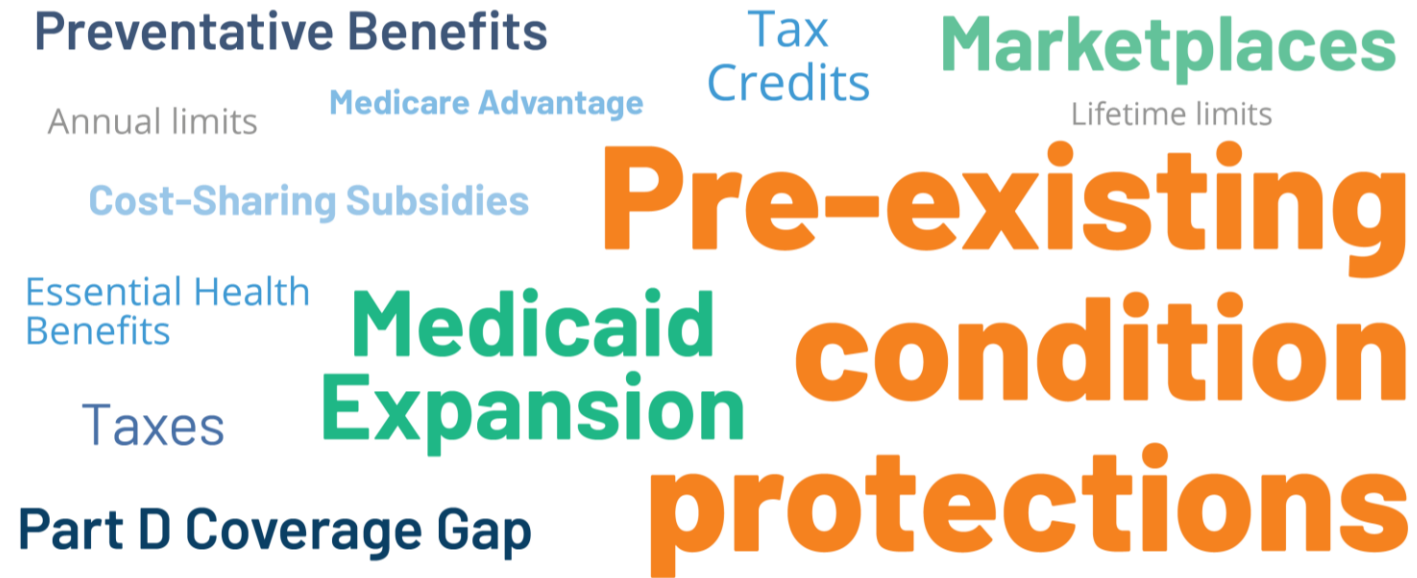 Preventative Benefits
Tax
Credits
Marketplaces
Annual limits
Medicare Advantage
Lifetime limits
Cost-Sharing Subsidies
Pre-existing
condition
protections
Essential Health
Benefits
Medicaid
Expansion
Taxes
Part D Coverage Gap